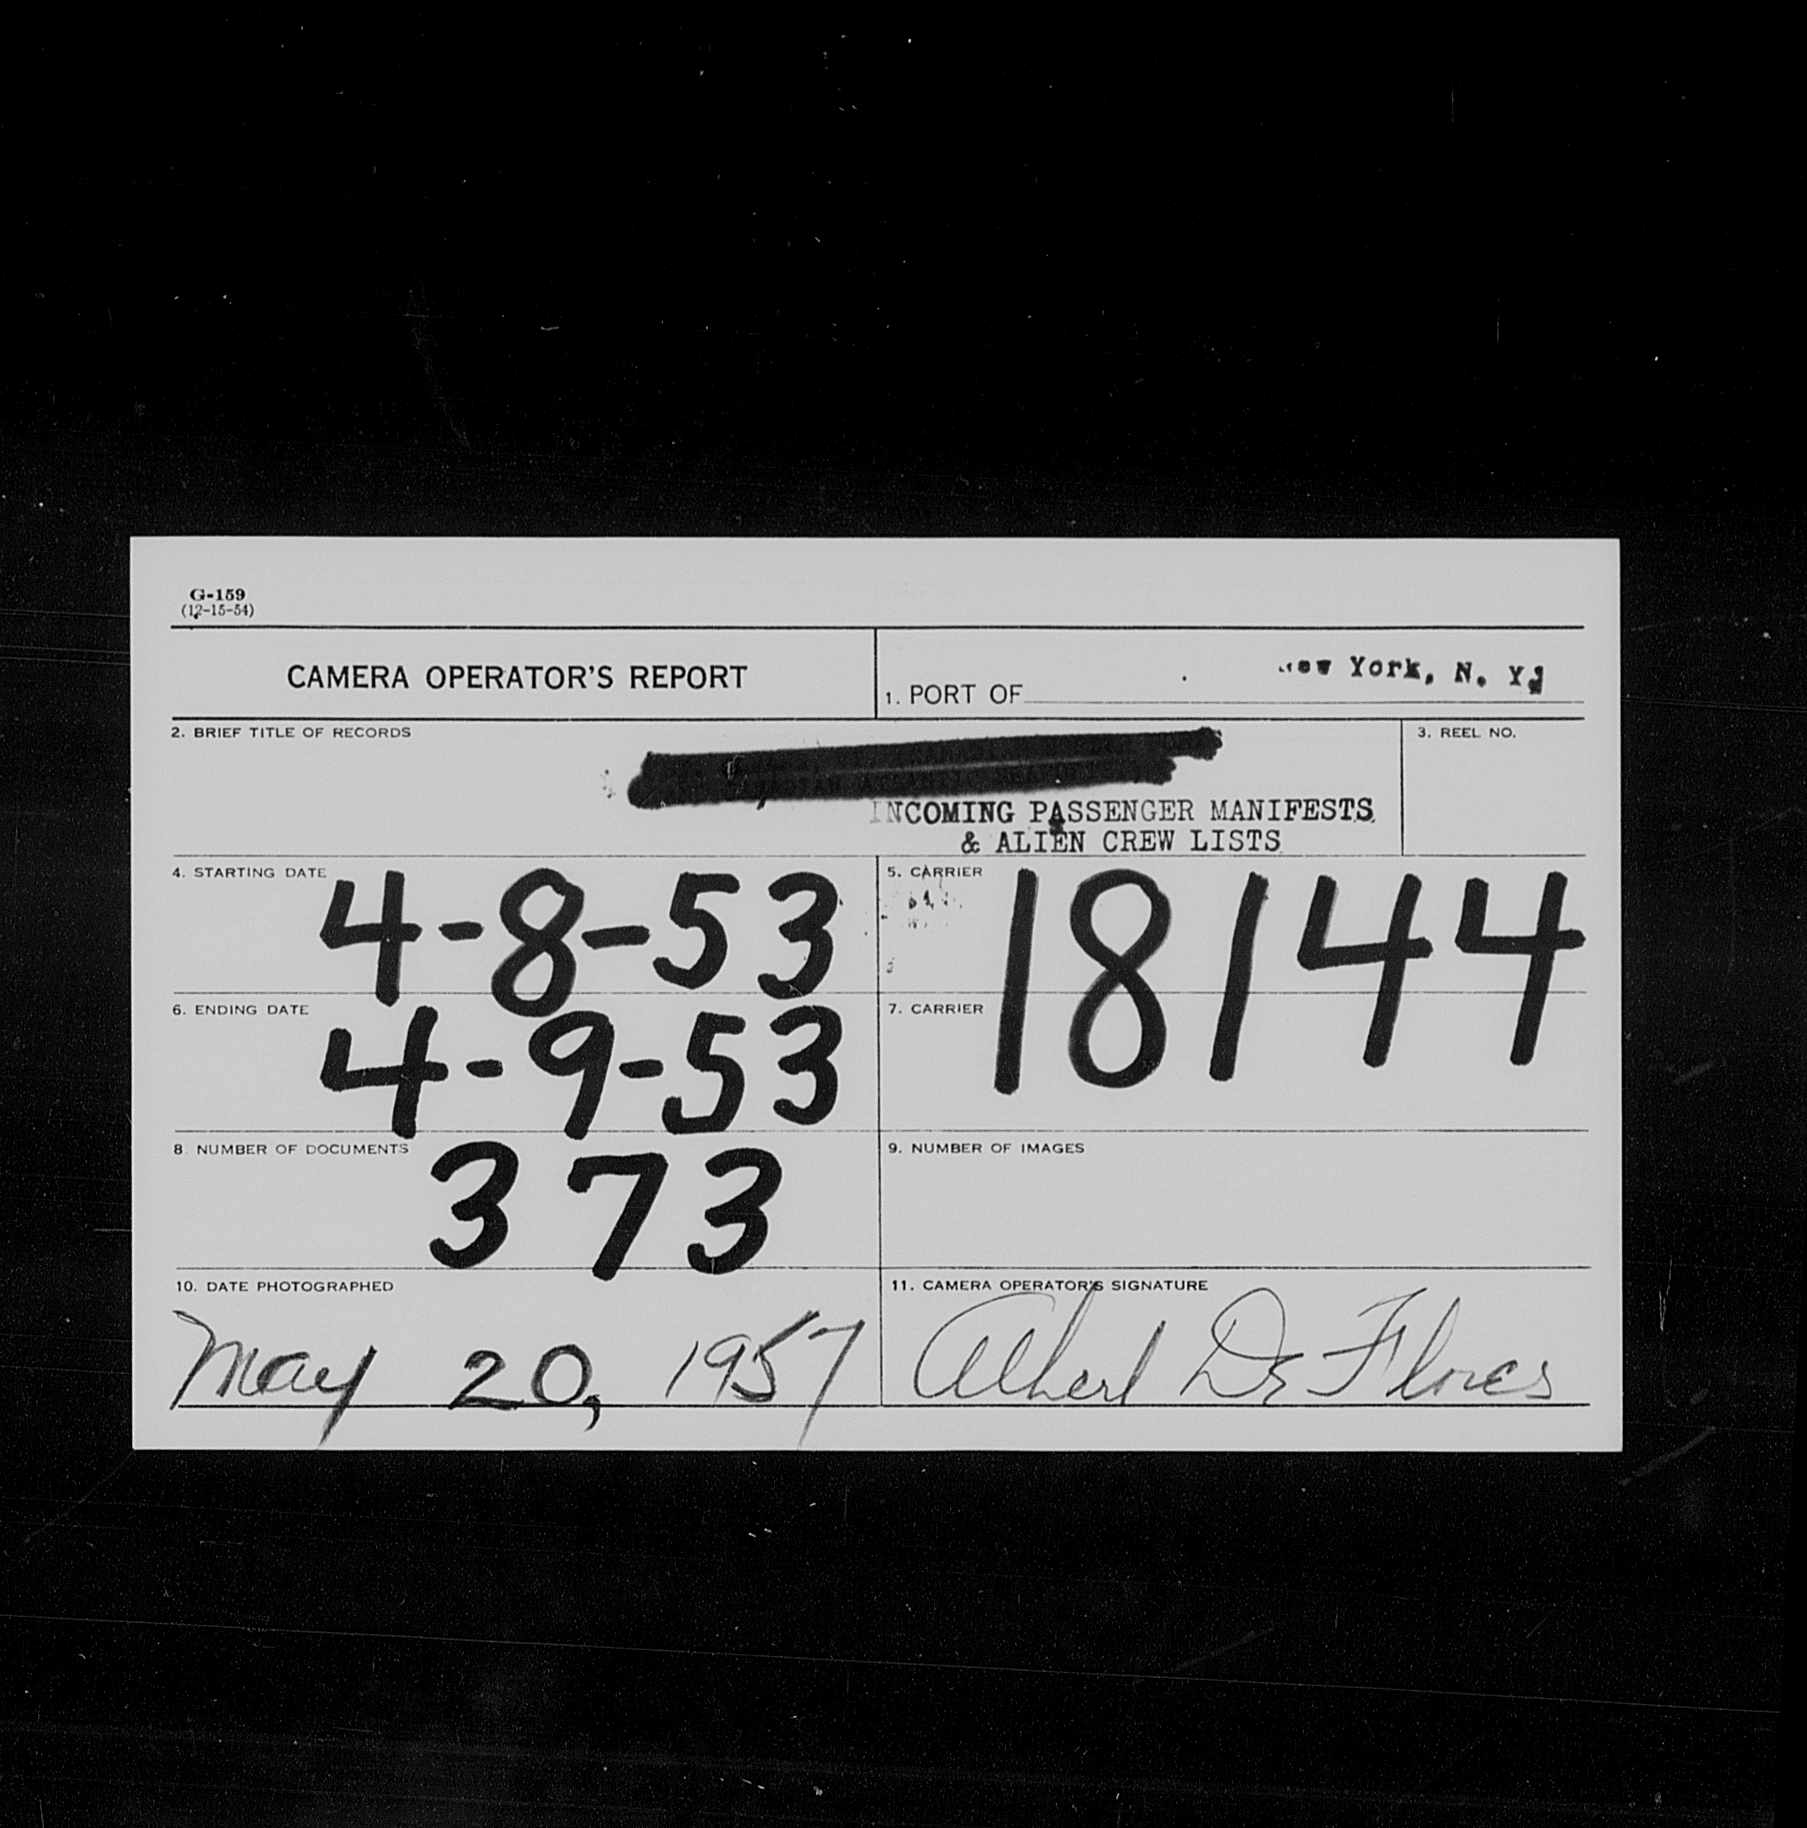 G-159
(12-15-54)
CAMERA OPERATOR'S REPORT
1. PORT OF New York, N. Y.
2. BRIEF TITLE OF RECORDS
3. REEL NO.
INCOMING PASSENGER MANIFESTS
& ALIEN CREW LISTS
4. STARTING DATE
4-8-53
5. CARRIER
18144
6. ENDING DATE
4-9-53
7. CARRIER
8. NUMBER OF DOCUMENTS
373
9. NUMBER OF IMAGES
10. DATE PHOTOGRAPHED
May 20, 1957
11. CAMERA OPERATOR'S SIGNATURE
Albert De Flores